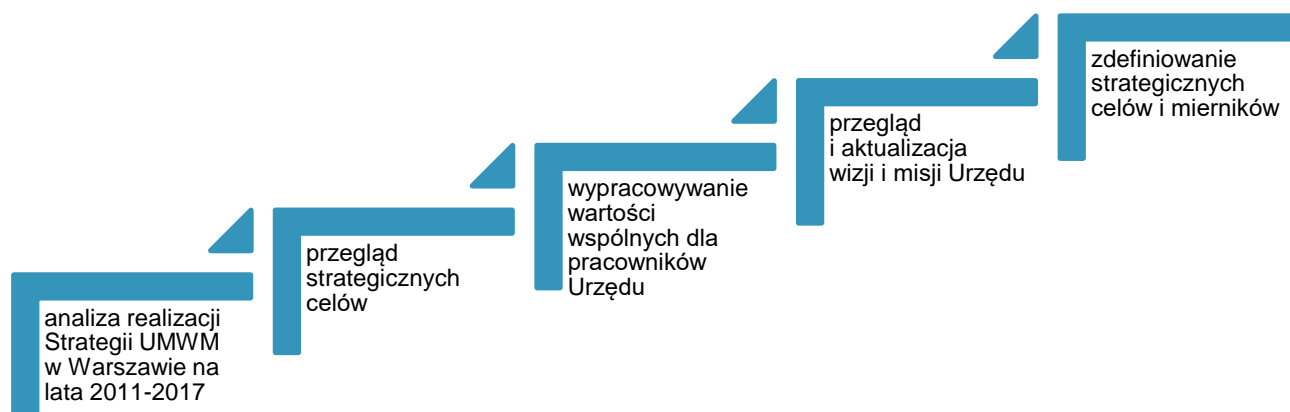 analiza realizacji
Strategii UMWM
w Warszawie na
lata 2011-2017
przegląd
strategicznych
celów
wypracowywanie
wartości
wspólnych dla
pracowników
Urzędu
przegląd
i aktualizacja
wizji i misji Urzędu
zdefiniowanie
strategicznych
celów i mierników